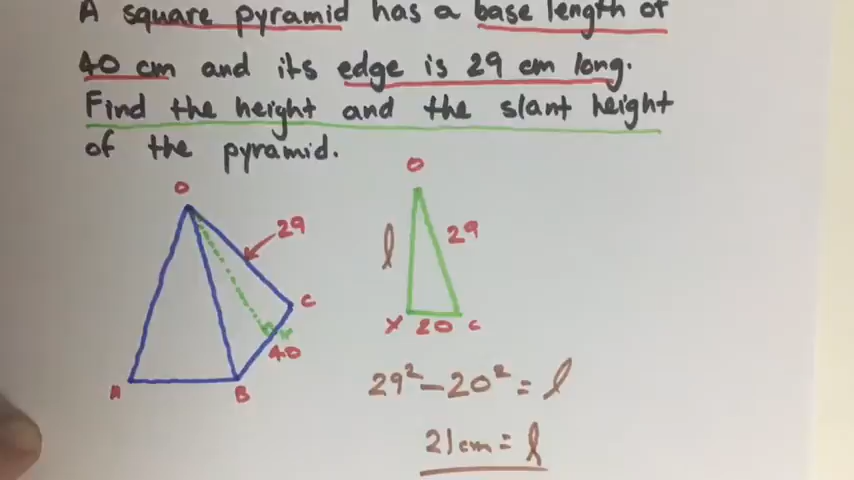 A square pyramid has a base length of
40 cm and its edge is 29 cm long.
Find the height and the slant height
of the pyramid.
O
29
C
40
A
B
O
l
29
X 20 C
29² - 20² = l
21cm = l